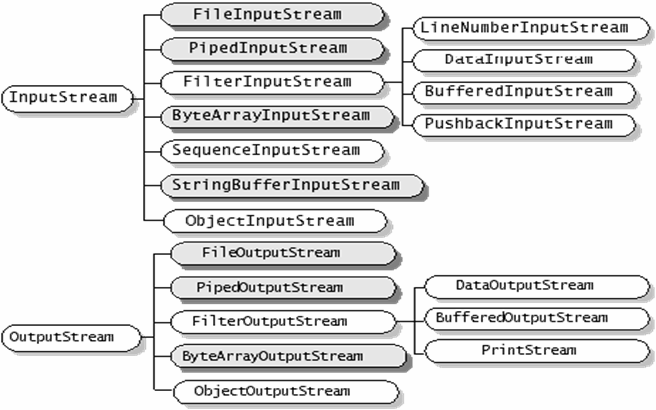 InputStream
FileInputStream
PipedInputStream
FilterInputStream
ByteArrayInputStream
SequenceInputStream
StringBufferInputStream
ObjectInputStream
LineNumberInputStream
DataInputStream
BufferedInputStream
PushbackInputStream
OutputStream
FileOutputStream
PipedOutputStream
FilterOutputStream
ByteArrayOutputStream
ObjectOutputStream
DataOutputStream
BufferedOutputStream
PrintStream